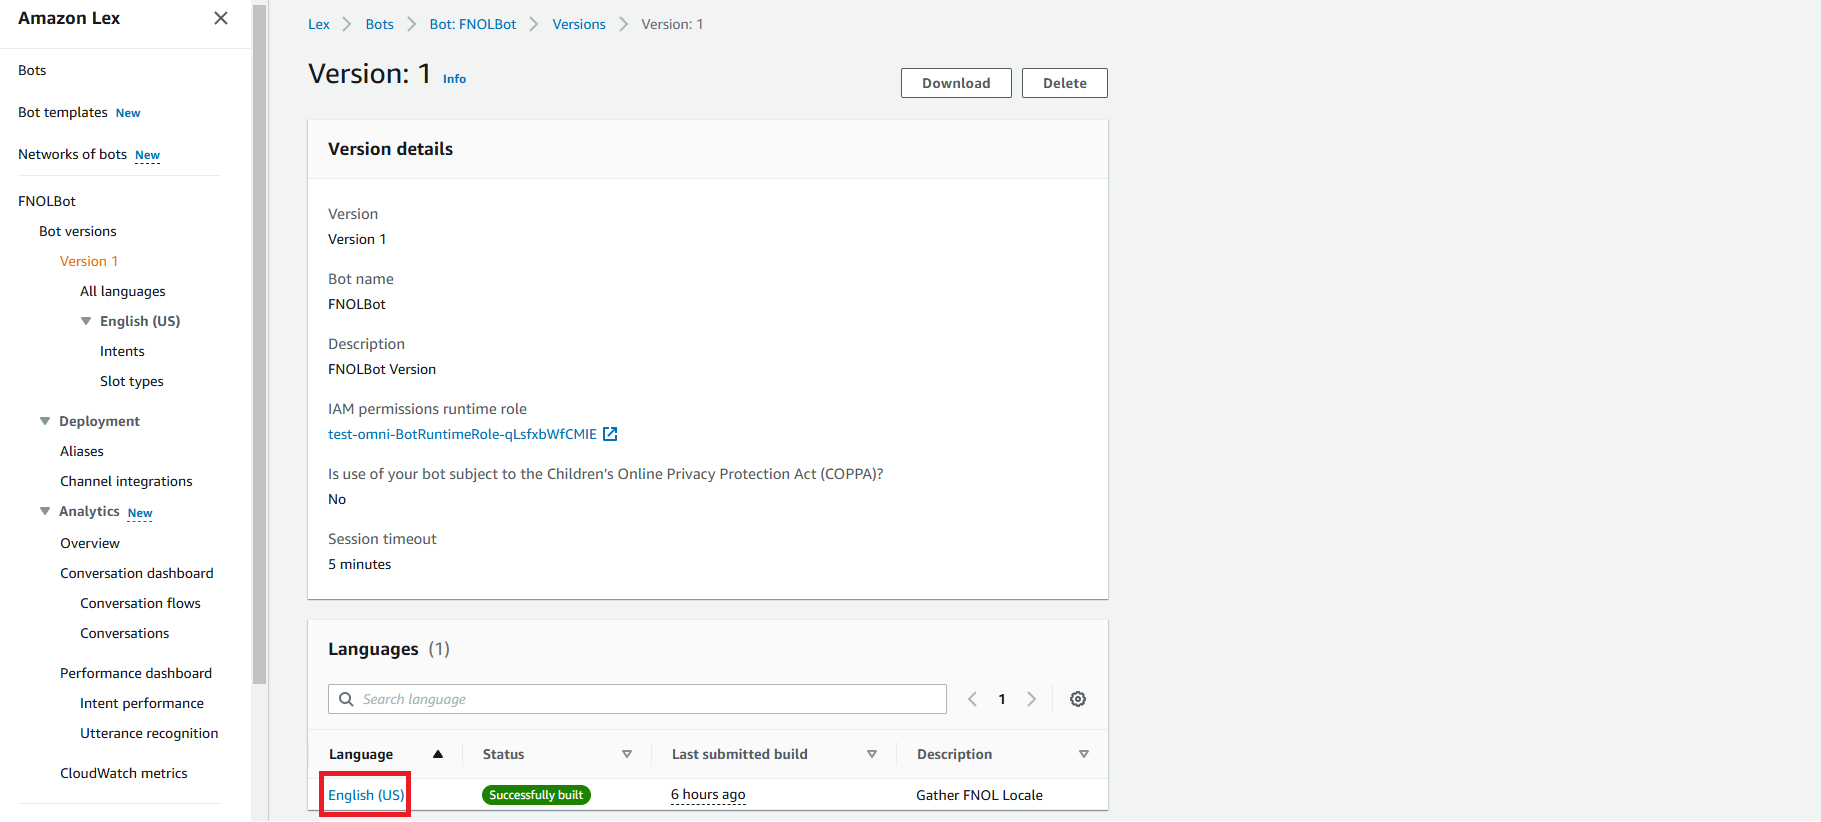 Amazon Lex
Bots
Bot templates New
Networks of bots New
FNOLBot
Bot versions
Version 1
All languages
English (US)
Intents
Slot types
Deployment
Aliases
Channel integrations
Analytics New
Overview
Conversation dashboard
Conversation flows
Conversations
Performance dashboard
Intent performance
Utterance recognition
CloudWatch metrics
Lex Bots Bot: FNOLBot Versions Version: 1
Version: 1 Info
Download Delete
Version details
Version
Version 1
Bot name
FNOLBot
Description
FNOLBot Version
IAM permissions runtime role
test-omni-BotRuntimeRole-qLsfxbWfCMIE
Is use of your bot subject to the Children's Online Privacy Protection Act (COPPA)?
No
Session timeout
5 minutes
Languages (1)
Search language 1
Language Status Last submitted build Description
English (US) Successfully built 6 hours ago Gather FNOL Locale